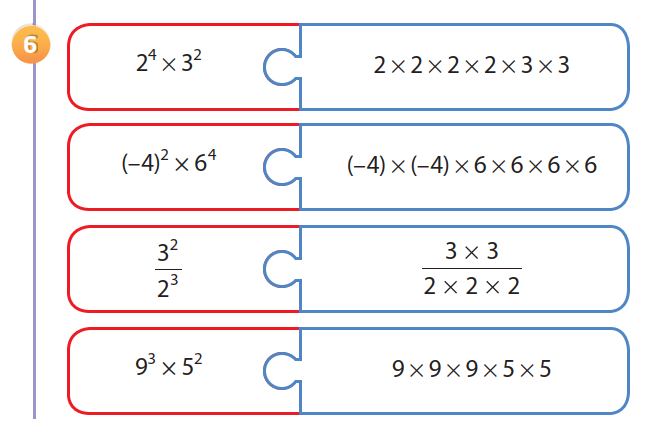 6
2⁴ × 3²
2 × 2 × 2 × 2 × 3 × 3
(–4)² × 6⁴
(–4) × (–4) × 6 × 6 × 6 × 6
3²
2³
3 × 3
2 × 2 × 2
9³ × 5²
9 × 9 × 9 × 5 × 5